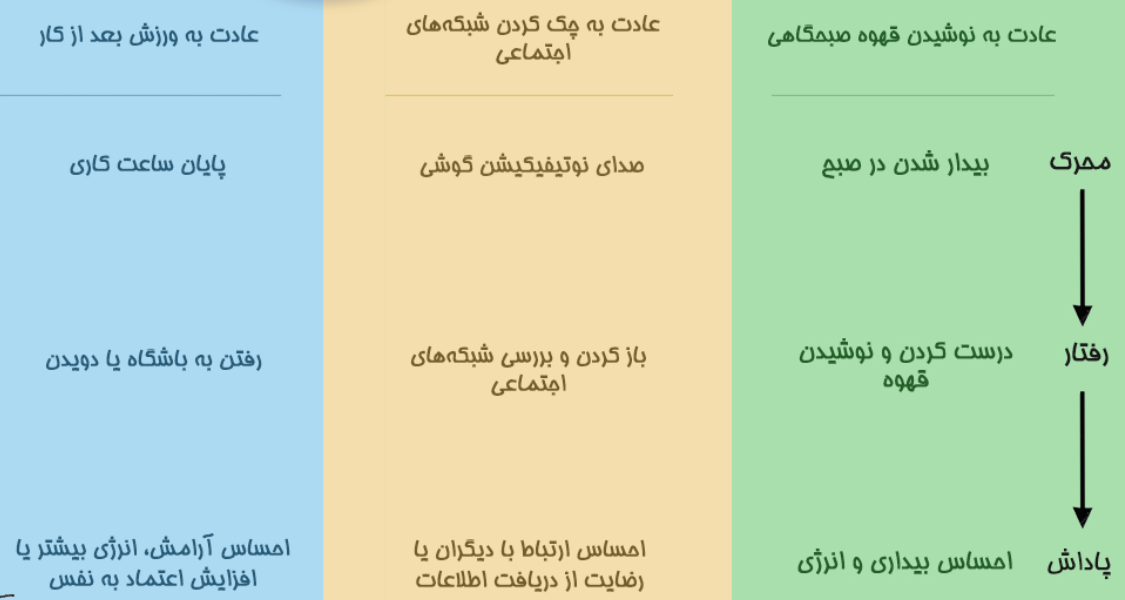 عادت به نوشیدن قهوه صبحگاهی
عادت به چک کردن شبکه‌های
اجتماعی
عادت به ورزش بعد از کار
محرک
بیدار شدن در صبح
صدای نوتیفیکیشن گوشی
پایان ساعت کاری
رفتار
درست کردن و نوشیدن
قهوه
باز کردن و بررسی شبکه‌های
اجتماعی
رفتن به باشگاه یا دویدن
پاداش
احساس بیداری و انرژی
احساس ارتباط با دیگران یا
رضایت از دریافت اطلاعات
احساس آرامش، انرژی بیشتر یا
افزایش اعتماد به نفس